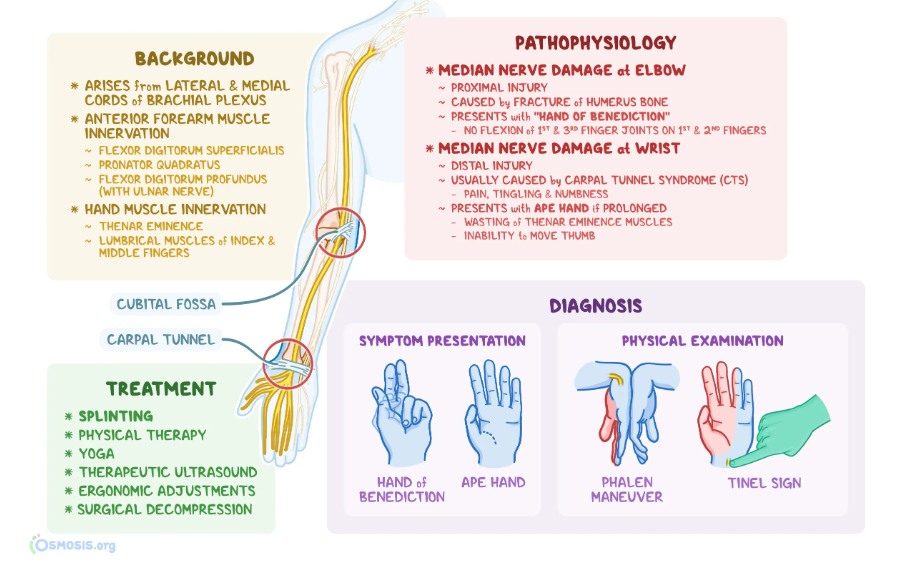 BACKGROUND
* ARISES from LATERAL & MEDIAL
CORDS of BRACHIAL PLEXUS
* ANTERIOR FOREARM MUSCLE
INNERVATION
~ FLEXOR DIGITORUM SUPERFICIALIS
~ PRONATOR QUADRATUS
~ FLEXOR DIGITORUM PROFUNDUS
(WITH ULNAR NERVE)
* HAND MUSCLE INNERVATION
~ THENAR EMINENCE
~ LUMBRICAL MUSCLES of INDEX &
MIDDLE FINGERS
PATHOPHYSIOLOGY
* MEDIAN NERVE DAMAGE at ELBOW
~ PROXIMAL INJURY
~ CAUSED by FRACTURE of HUMERUS BONE
~ PRESENTS with "HAND OF BENEDICTION"
- NO FLEXION of 1ST & 3RD FINGER JOINTS ON 1ST & 2ND FINGERS
* MEDIAN NERVE DAMAGE at WRIST
~ DISTAL INJURY
~ USUALLY CAUSED by CARPAL TUNNEL SYNDROME (CTS)
- PAIN, TINGLING & NUMBNESS
~ PRESENTS with APE HAND if PROLONGED
- WASTING of THENAR EMINENCE MUSCLES
- INABILITY to MOVE THUMB
CUBITAL FOSSA
CARPAL TUNNEL
TREATMENT
* SPLINTING
* PHYSICAL THERAPY
* YOGA
* THERAPEUTIC ULTRASOUND
* ERGONOMIC ADJUSTMENTS
* SURGICAL DECOMPRESSION
DIAGNOSIS
SYMPTOM PRESENTATION
HAND of
BENEDICTION
APE HAND
PHYSICAL EXAMINATION
PHALEN
MANEUVER
TINEL SIGN
OSMOSIS.org